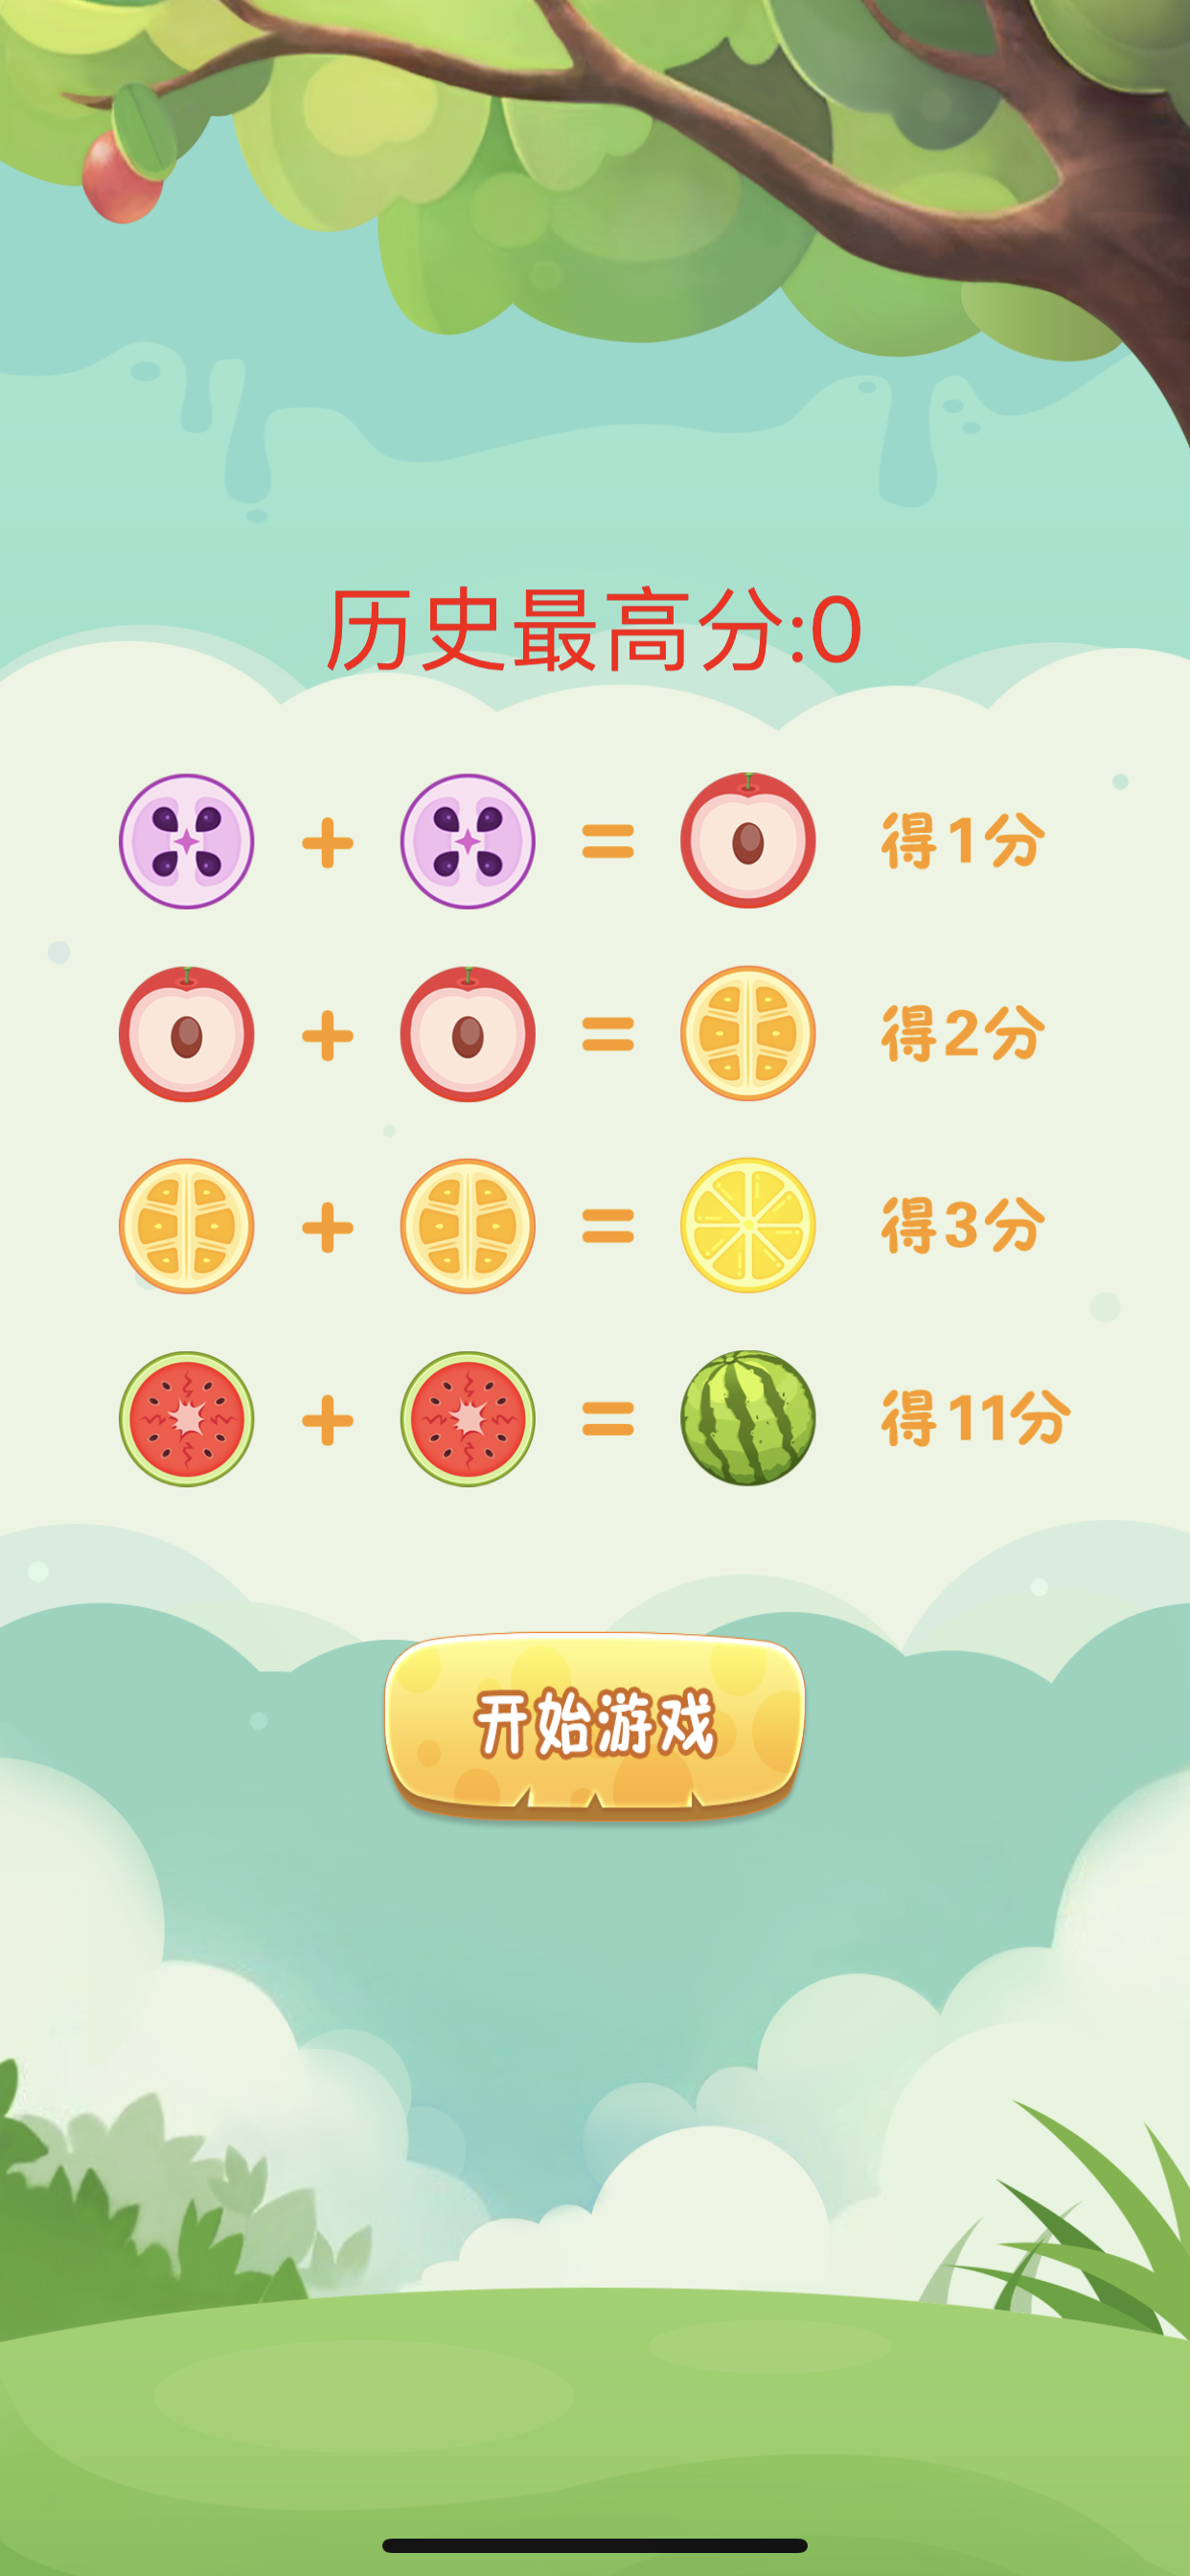 历史最高分:0
+ = 得1分
+ = 得2分
+ = 得3分
+ = 得11分
开始游戏